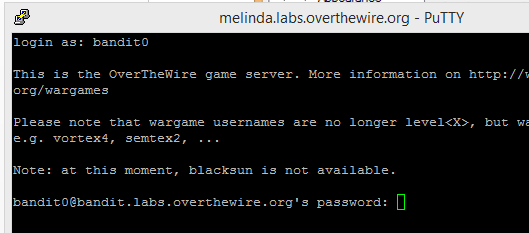 melinda.labs.overthewire.org - PuTTY
login as: bandit0
This is the OverTheWire game server. More information on http://w
org/wargames
Please note that wargame usernames are no longer level<X>, but wa
e.g. vortex4, semtex2, ...
Note: at this moment, blacksun is not available.
bandit0@bandit.labs.overthewire.org's password: